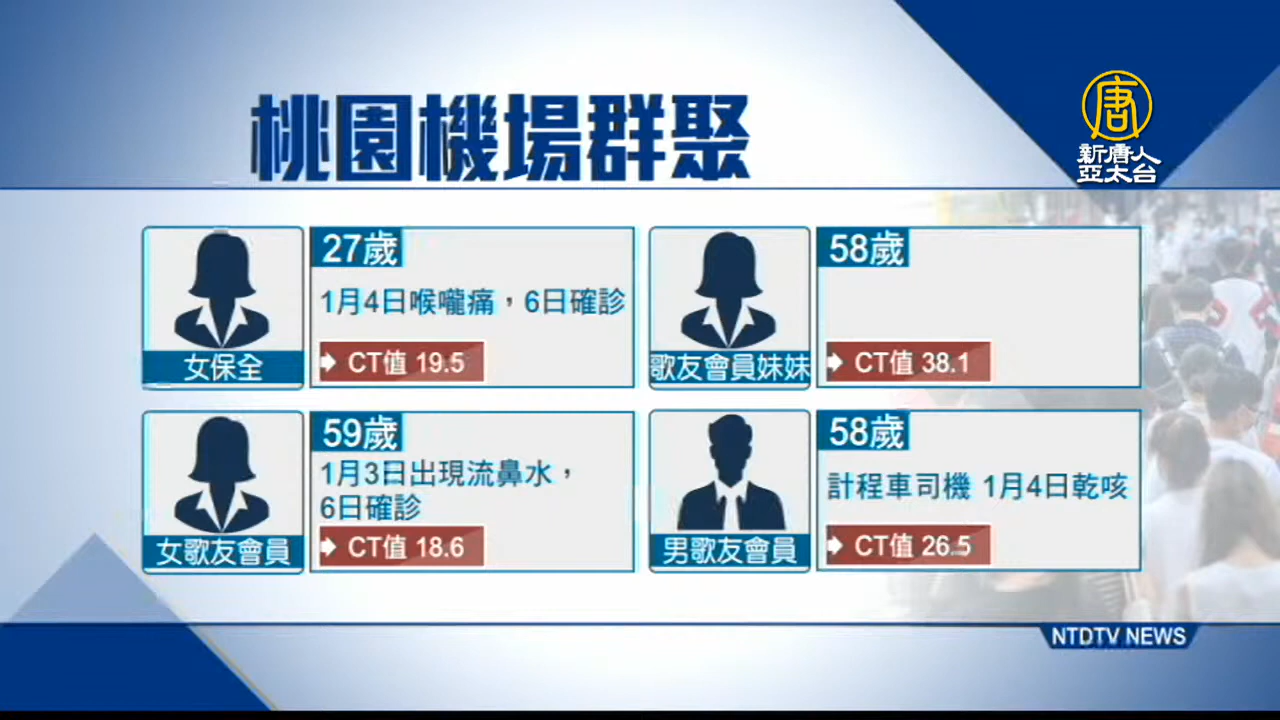 桃園機場群聚
唐
新唐人
亞太台
27歲
1月4日喉嚨痛，6日確診
CT值 19.5
女保全
58歲
CT值 38.1
歌友會員妹妹
59歲
1月3日出現流鼻水，
6日確診
CT值 18.6
女歌友會員
58歲
計程車司機 1月4日乾咳
CT值 26.5
男歌友會員
NTDTV NEWS